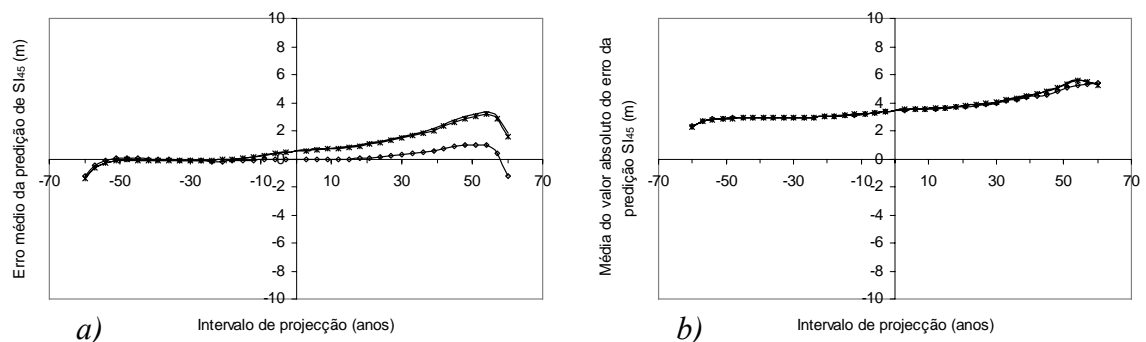 10
8
6
4
2
0
-70 -50 -30 -10 10 30 50 70
-2
-4
-6
-8
-10
Erro médio da predição de SI45 (m)
Intervalo de projecção (anos)
a)
10
8
6
4
2
0
-70 -50 -30 -10 10 30 50 70
-2
-4
-6
-8
-10
Média do valor absoluto do erro da
predição SI45 (m)
Intervalo de projecção (anos)
b)